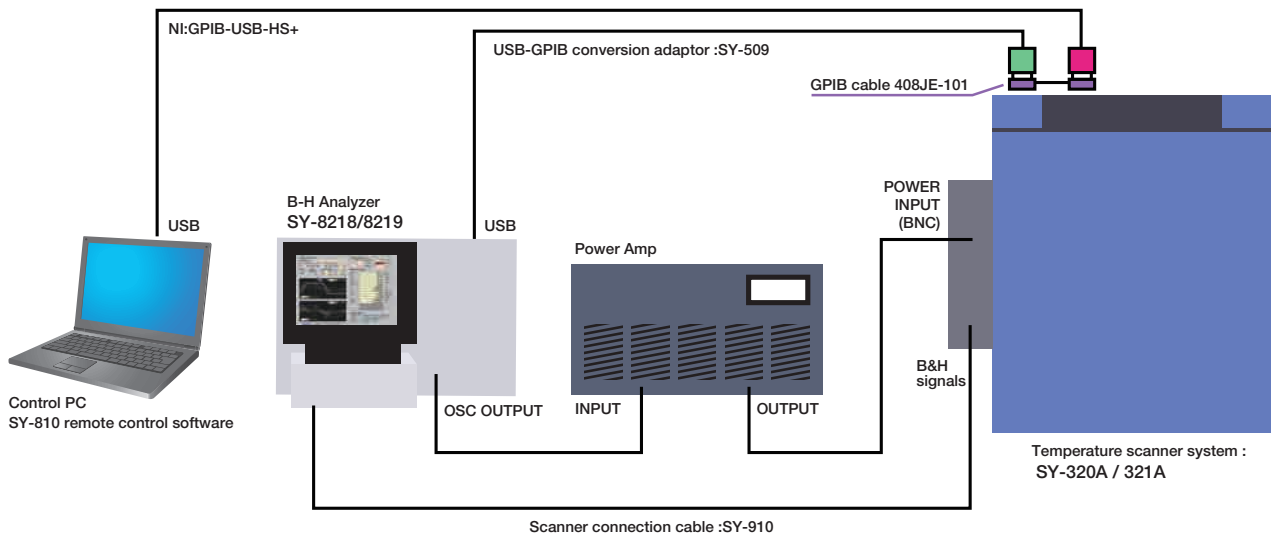 NI:GPIB-USB-HS+
USB-GPIB conversion adaptor :SY-509
GPIB cable 408JE-101
B-H Analyzer
SY-8218/8219
USB
USB
Power Amp
POWER
INPUT
(BNC)
B&H
signals
Control PC
SY-810 remote control software
OSC OUTPUT
INPUT
OUTPUT
Temperature scanner system :
SY-320A / 321A
Scanner connection cable :SY-910